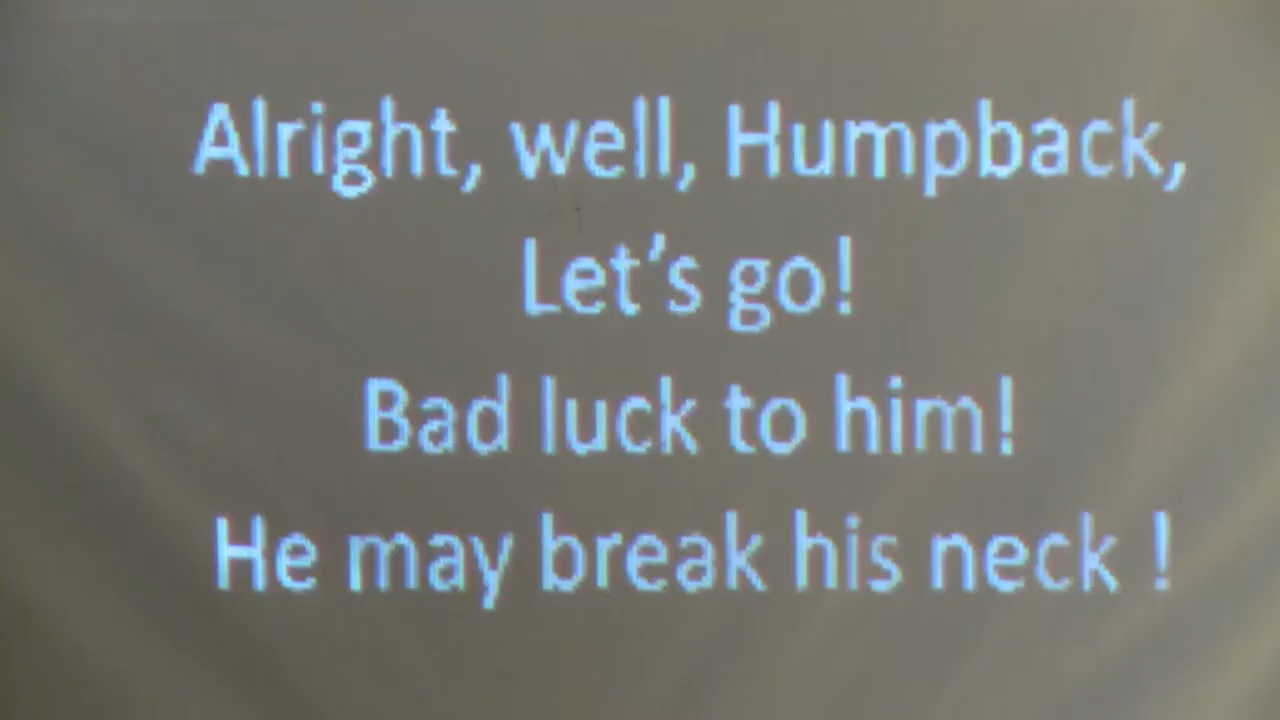 Alright, well, Humpback,
Let's go!
Bad luck to him!
He may break his neck !